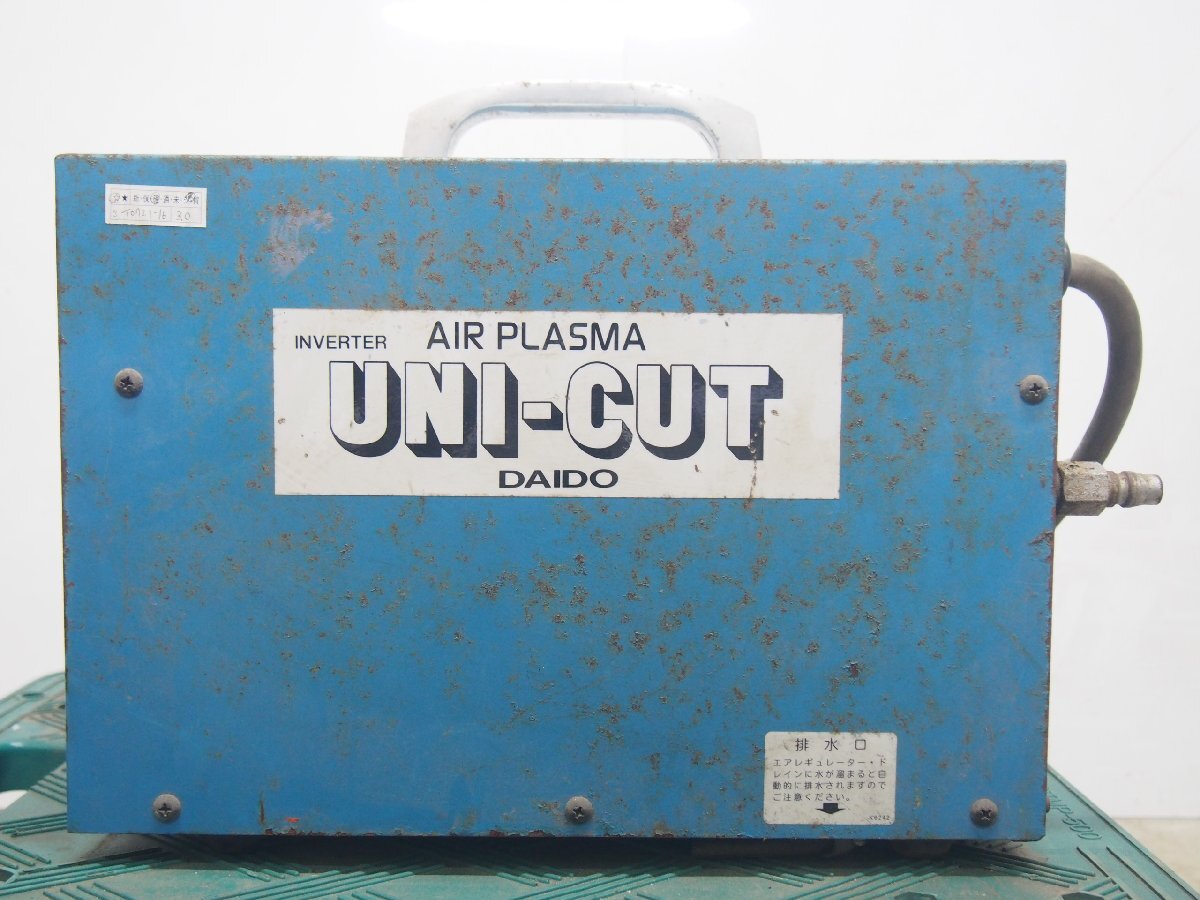 INVERTER AIR PLASMA
UNI-CUT
DAIDO
排水口
エアレギュレーター・ド
レインに水が溜まると自
動的に排水されますので
ご注意ください。
K6242